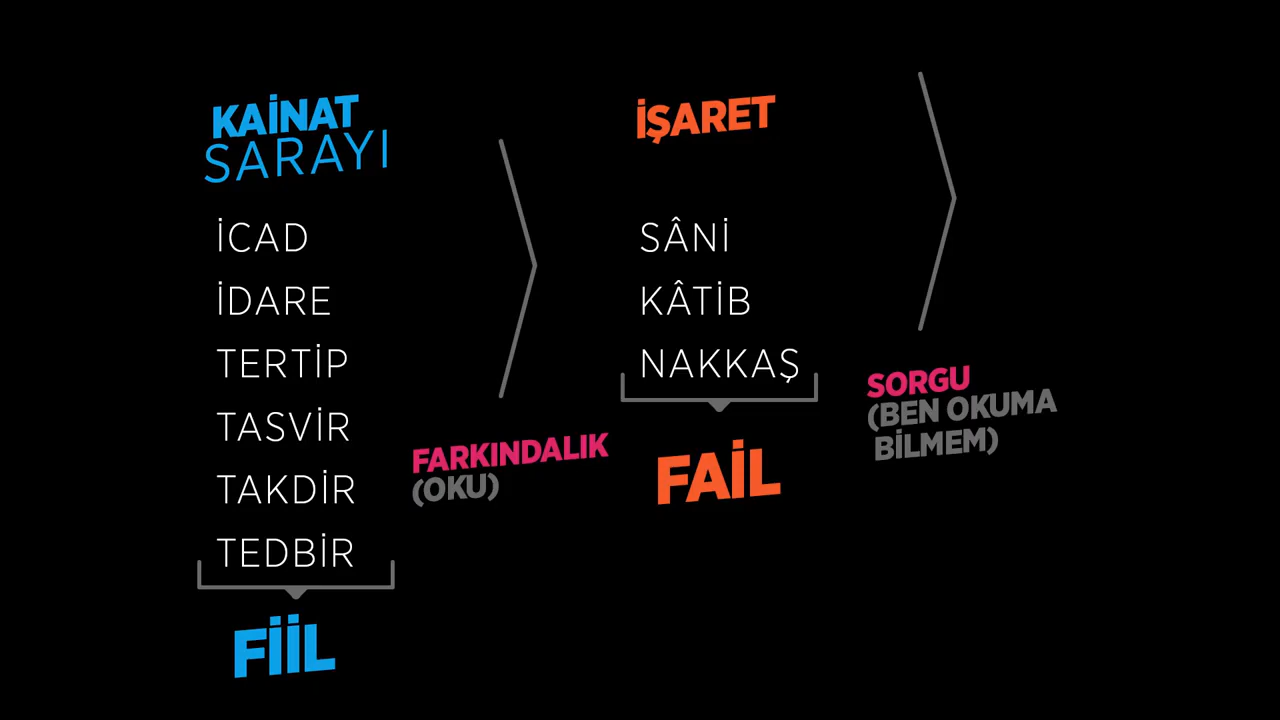 KAİNAT
SARAYI
İCAD
İDARE
TERTİP
TASVİR
TAKDİR
TEDBİR
FİİL
FARKINDALIK
(OKU)
İŞARET
SÂNİ
KÂTİB
NAKKAŞ
FAİL
SORGU
(BEN OKUMA
BİLMEM)